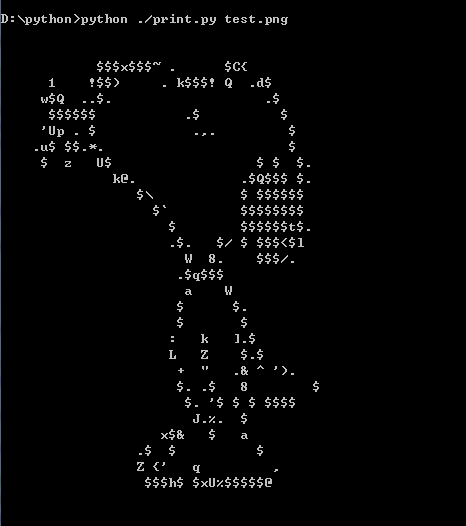 D:\python>python ./print.py test.png
$$$x$$$~ .        $C(
1    !$$)     . k$$$! Q  .d$
w$Q  ..$.                   .$
$$$$$$           .$          $
'Up . $            .,.         $
.u$ $$.*.                       $
$  z   U$                  $ $  $.
k@.             .$Q$$$ $.
$\           $ $$$$$$
$`         $$$$$$$$
$        $$$$$$t$.
.$.   $/ $ $$$<$l
W  8.    $$$/.
.$q$$$
a    W
$      $.
$       $
:   k   ].$
L   Z    $.$
+  "   .& ^ ').
$. .$   8        $
$. '$ $ $ $$$$
J.%.  $
x$&   $   a
.$  $          $
Z <'   q         ,
$$$h$ $xU%$$$$$@